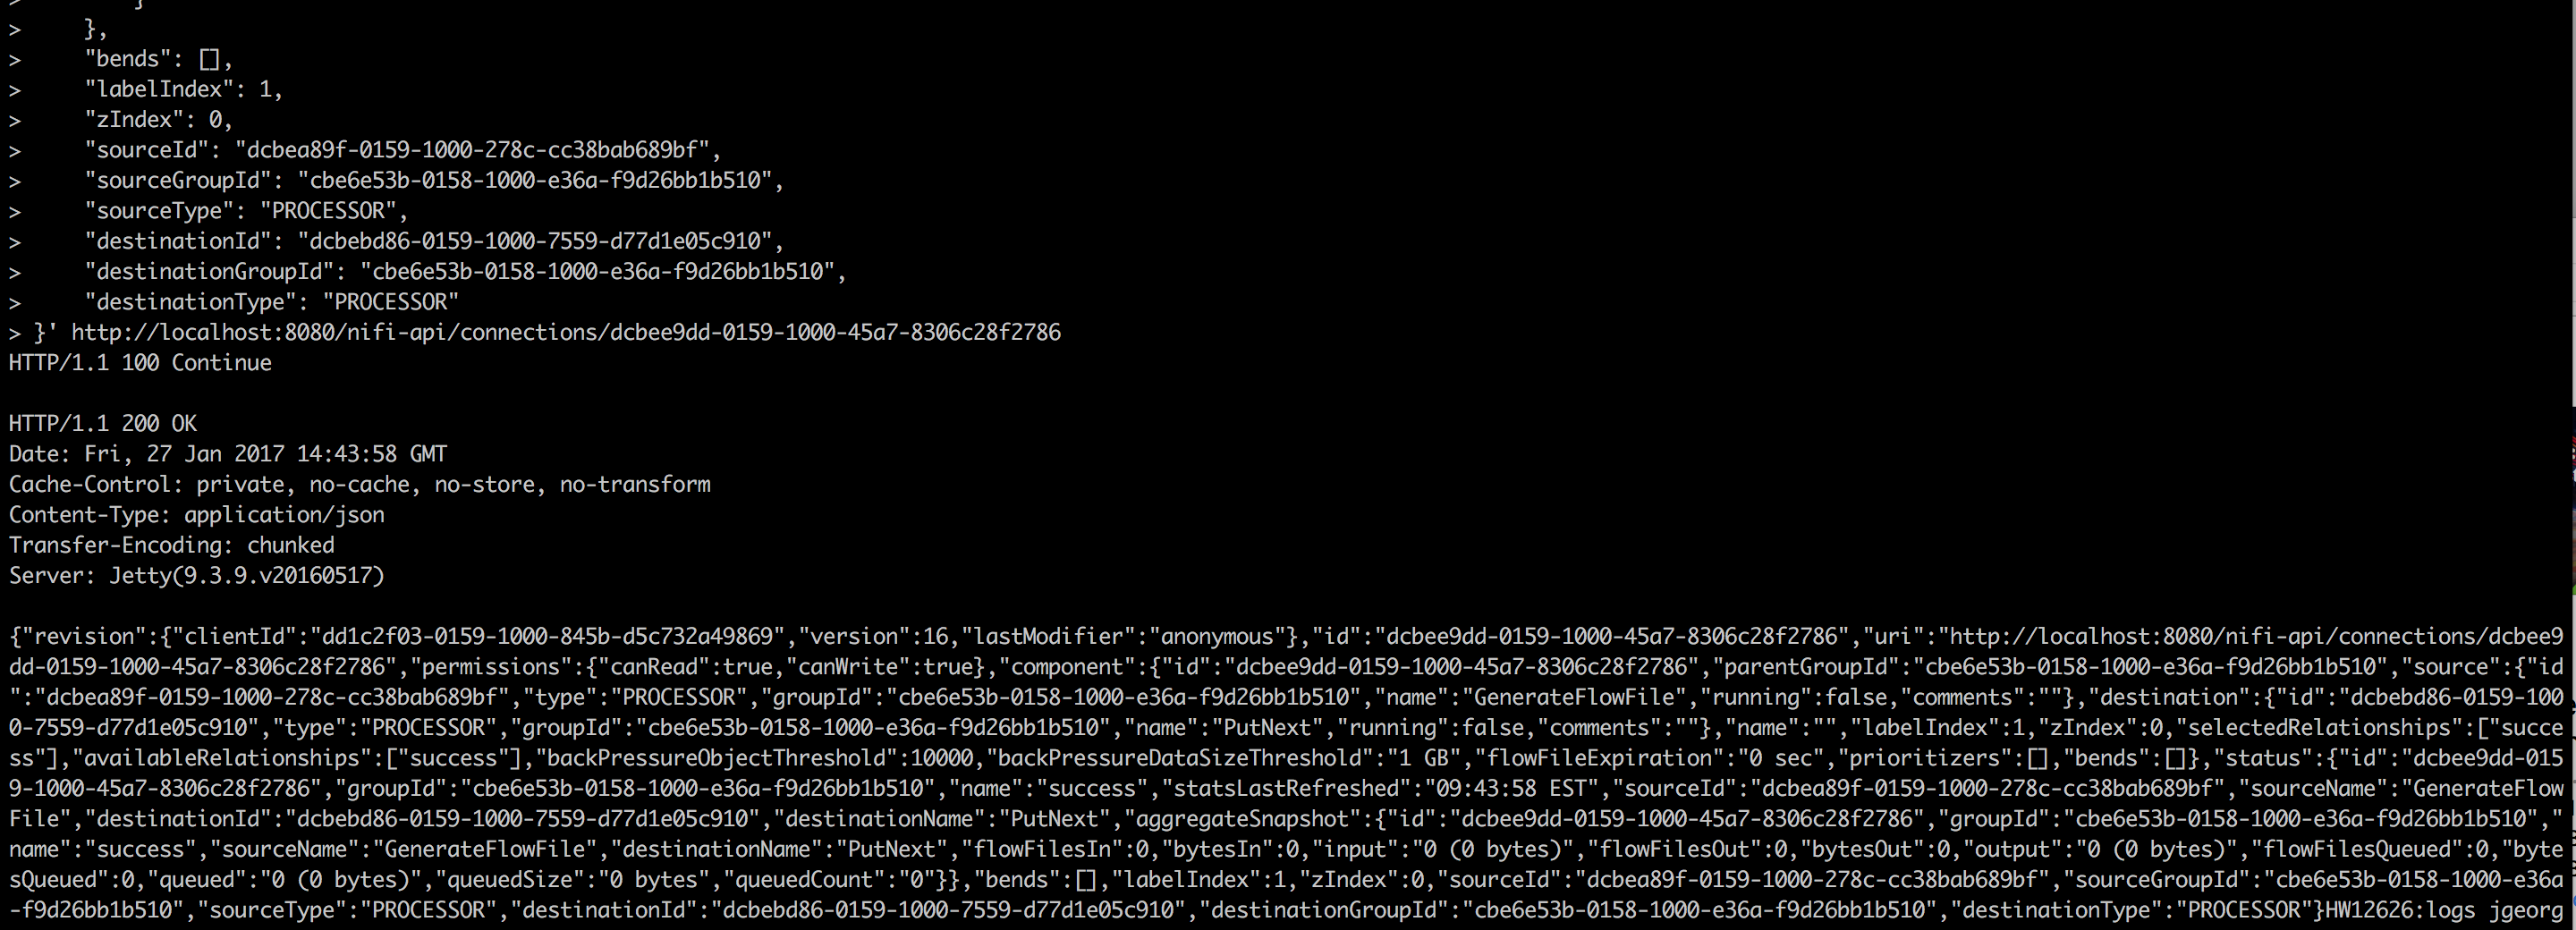 >         }
>     },
>     "bends": [],
>     "labelIndex": 1,
>     "zIndex": 0,
>     "sourceId": "dcbea89f-0159-1000-278c-cc38bab689bf",
>     "sourceGroupId": "cbe6e53b-0158-1000-e36a-f9d26bb1b510",
>     "sourceType": "PROCESSOR",
>     "destinationId": "dcbebd86-0159-1000-7559-d77d1e05c910",
>     "destinationGroupId": "cbe6e53b-0158-1000-e36a-f9d26bb1b510",
>     "destinationType": "PROCESSOR"
> }' http://localhost:8080/nifi-api/connections/dcbee9dd-0159-1000-45a7-8306c28f2786
HTTP/1.1 100 Continue
HTTP/1.1 200 OK
Date: Fri, 27 Jan 2017 14:43:58 GMT
Cache-Control: private, no-cache, no-store, no-transform
Content-Type: application/json
Transfer-Encoding: chunked
Server: Jetty(9.3.9.v20160517)
{"revision":{"clientId":"dd1c2f03-0159-1000-845b-d5c732a49869","version":16,"lastModifier":"anonymous"},"id":"dcbee9dd-0159-1000-45a7-8306c28f2786","uri":"http://localhost:8080/nifi-api/connections/dcbee9
dd-0159-1000-45a7-8306c28f2786","permissions":{"canRead":true,"canWrite":true},"component":{"id":"dcbee9dd-0159-1000-45a7-8306c28f2786","parentGroupId":"cbe6e53b-0158-1000-e36a-f9d26bb1b510","source":{"id
":"dcbea89f-0159-1000-278c-cc38bab689bf","type":"PROCESSOR","groupId":"cbe6e53b-0158-1000-e36a-f9d26bb1b510","name":"GenerateFlowFile","running":false,"comments":""},"destination":{"id":"dcbebd86-0159-100
0-7559-d77d1e05c910","type":"PROCESSOR","groupId":"cbe6e53b-0158-1000-e36a-f9d26bb1b510","name":"PutNext","running":false,"comments":""},"name":"","labelIndex":1,"zIndex":0,"selectedRelationships":["succe
ss"],"availableRelationships":["success"],"backPressureObjectThreshold":10000,"backPressureDataSizeThreshold":"1 GB","flowFileExpiration":"0 sec","prioritizers":[],"bends":[]},"status":{"id":"dcbee9dd-015
9-1000-45a7-8306c28f2786","groupId":"cbe6e53b-0158-1000-e36a-f9d26bb1b510","name":"success","statsLastRefreshed":"09:43:58 EST","sourceId":"dcbea89f-0159-1000-278c-cc38bab689bf","sourceName":"GenerateFlow
File","destinationId":"dcbebd86-0159-1000-7559-d77d1e05c910","destinationName":"PutNext","aggregateSnapshot":{"id":"dcbee9dd-0159-1000-45a7-8306c28f2786","groupId":"cbe6e53b-0158-1000-e36a-f9d26bb1b510","
name":"success","sourceName":"GenerateFlowFile","destinationName":"PutNext","flowFilesIn":0,"bytesIn":0,"input":"0 (0 bytes)","flowFilesOut":0,"bytesOut":0,"output":"0 (0 bytes)","flowFilesQueued":0,"byte
sQueued":0,"queued":"0 (0 bytes)","queuedSize":"0 bytes","queuedCount":"0"}},"bends":[],"labelIndex":1,"zIndex":0,"sourceId":"dcbea89f-0159-1000-278c-cc38bab689bf","sourceGroupId":"cbe6e53b-0158-1000-e36a
-f9d26bb1b510","sourceType":"PROCESSOR","destinationId":"dcbebd86-0159-1000-7559-d77d1e05c910","destinationGroupId":"cbe6e53b-0158-1000-e36a-f9d26bb1b510","destinationType":"PROCESSOR"}HW12626:logs jgeorg